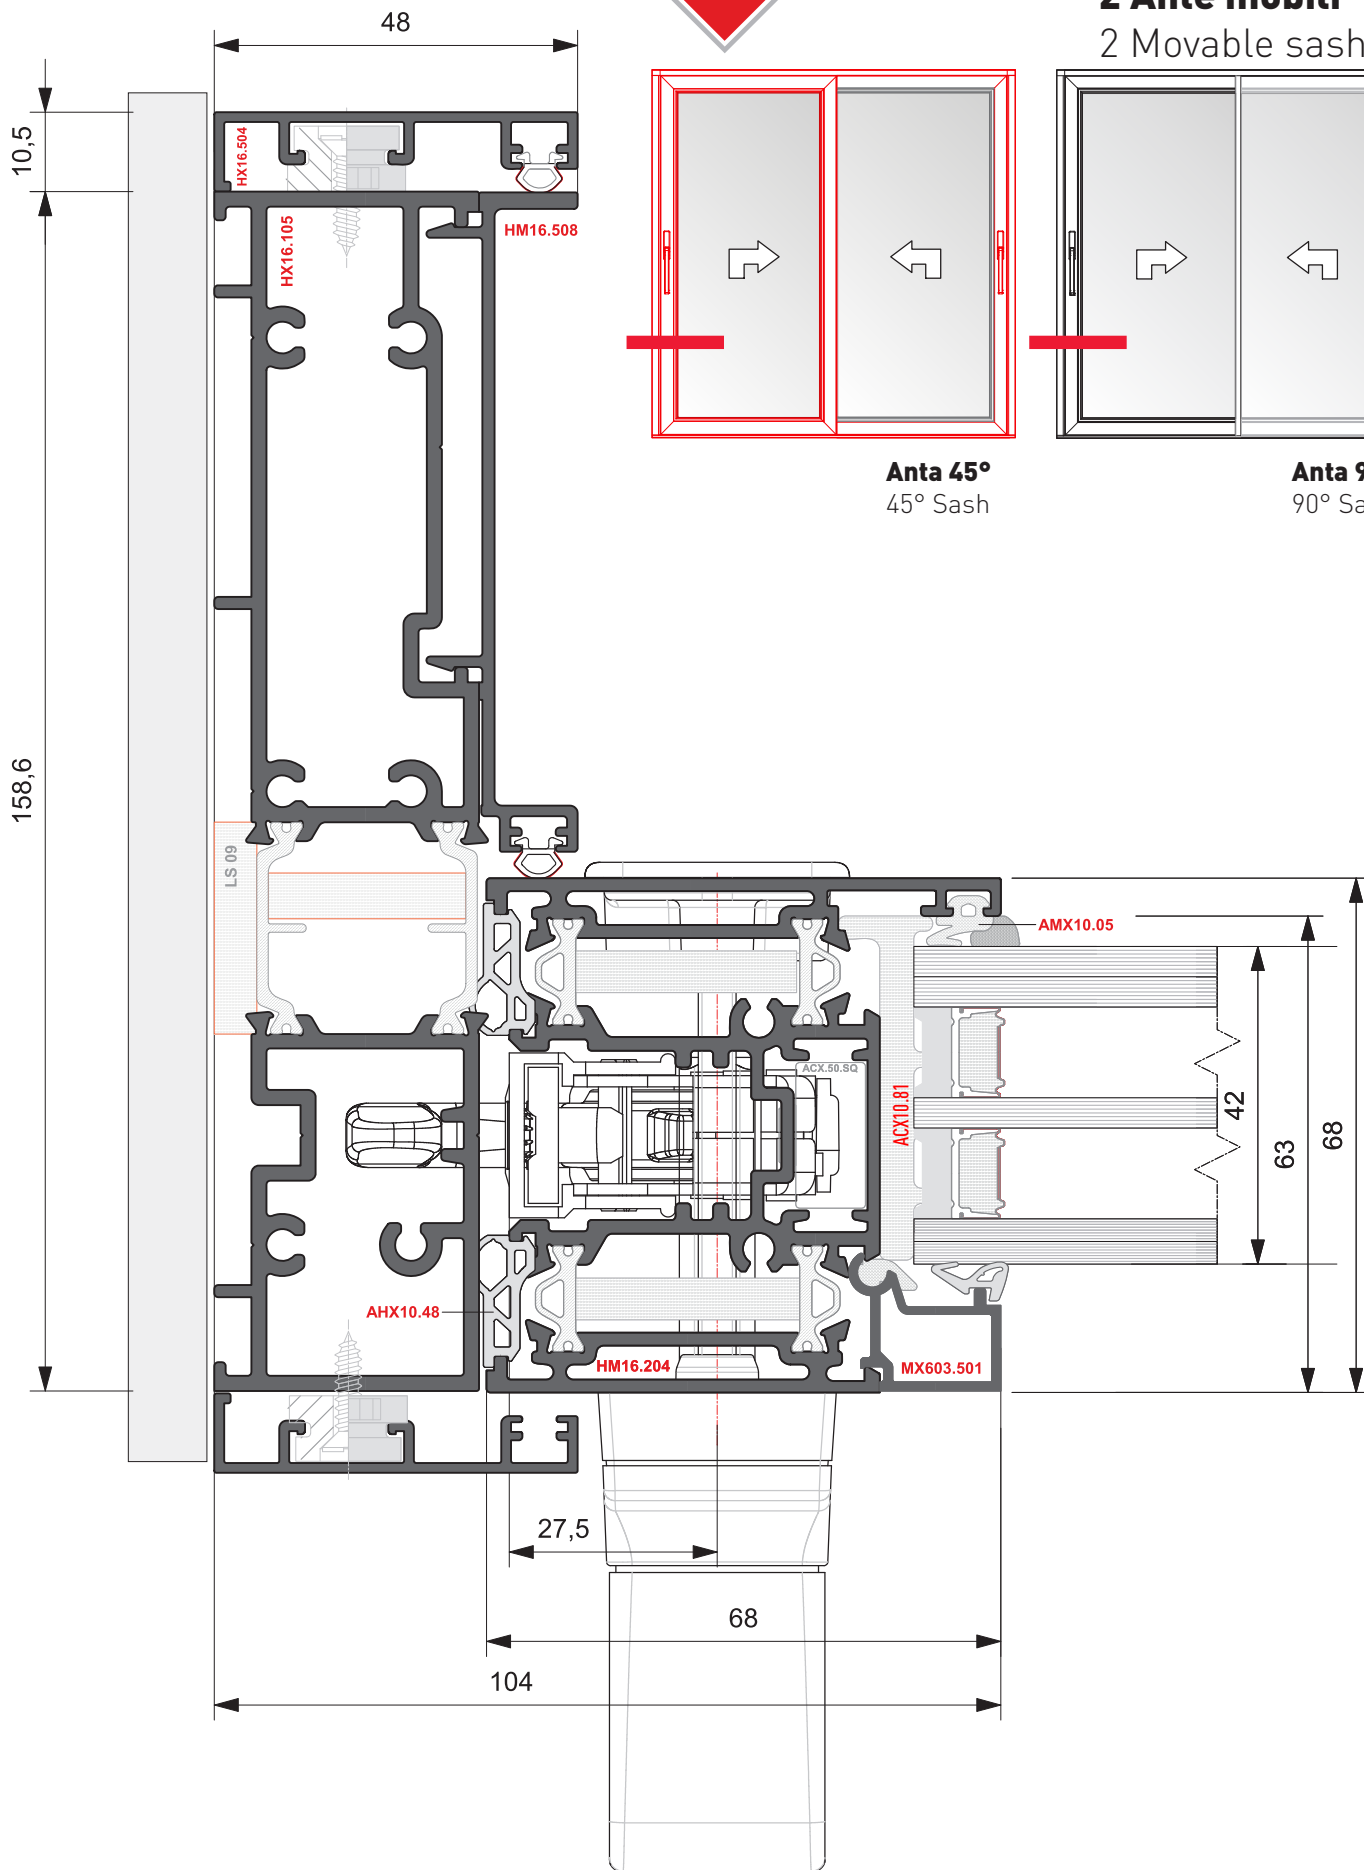 2 Ante mobili
2 Movable sash
48
10,5
HX16.504
HX16.105
HM16.508
Anta 45°
45° Sash
Anta 9
90° Sa
158,6
LS 09
AMX10.05
ACX.50.SQ
ACX10.81
42
63
68
AHX10.48
HM16.204
MX603.501
27,5
68
104